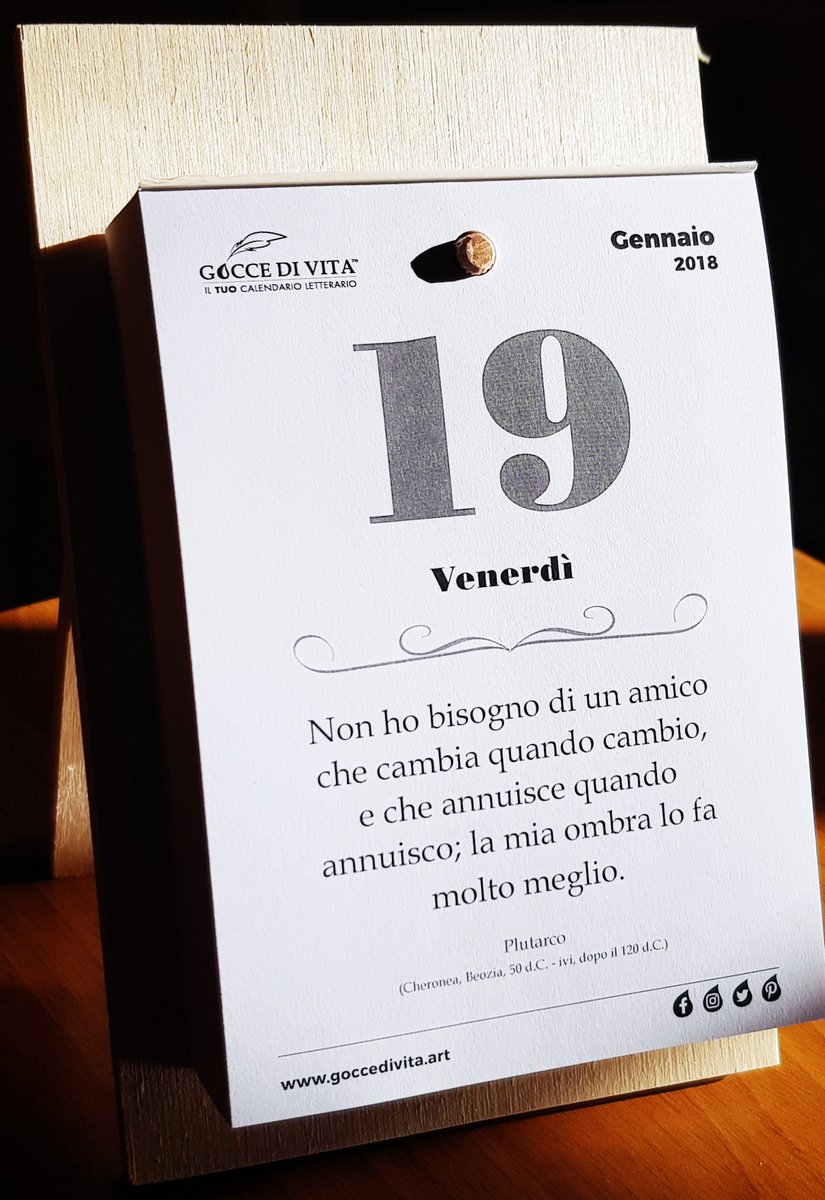 GOCCE DI VITA™
IL TUO CALENDARIO LETTERARIO
Gennaio
2018
19
Venerdì
Non ho bisogno di un amico
che cambia quando cambio,
e che annuisce quando
annuisco; la mia ombra lo fa
molto meglio.
Plutarco
(Cheronea, Beozia, 50 d.C. - ivi, dopo il 120 d.C.)
www.goccedivita.art